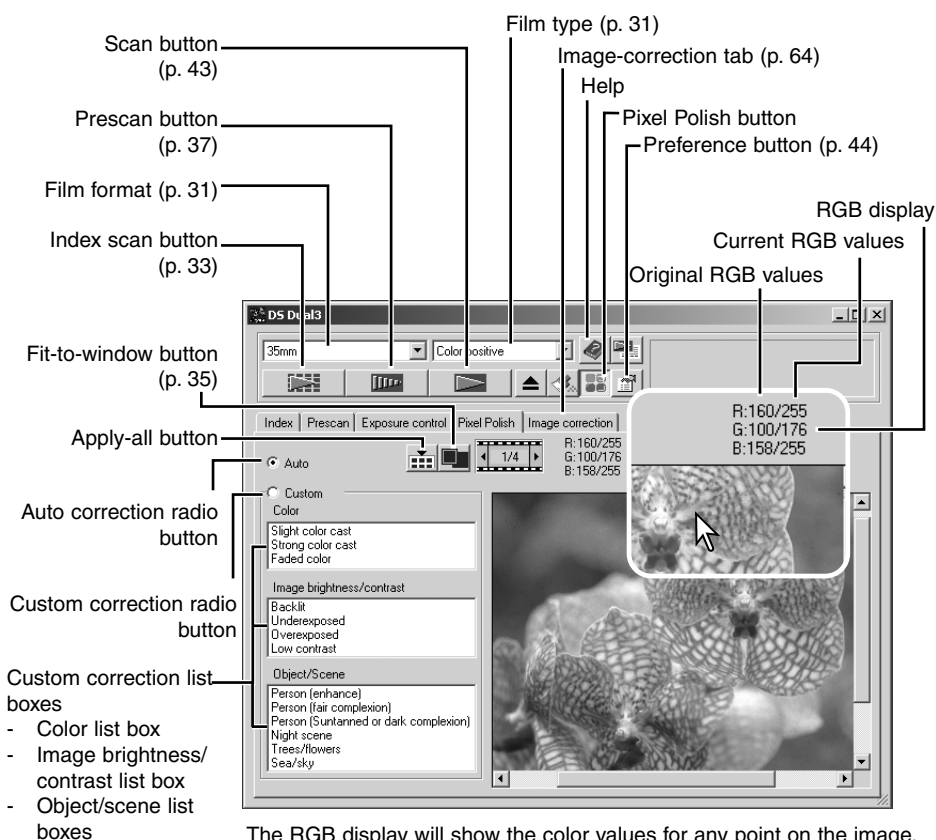 Film type (p. 31)
Scan button
(p. 43)
Image-correction tab (p. 64)
Help
Prescan button
(p. 37)
Pixel Polish button
Preference button (p. 44)
Film format (p. 31)
RGB display
Index scan button
(p. 33)
Current RGB values
Original RGB values
DS Dual3
35mm
Color positive
Fit-to-window button
(p. 35)
R:160/255
G:100/176
B:158/255
Index
Prescan
Exposure control
Pixel Polish
Image correction
Apply-all button
1/4
R:160/255
G:100/176
B:158/255
Auto
Custom
Color
Auto correction radio
button
Slight color cast
Strong color cast
Faded color
Image brightness/contrast
Backlit
Underexposed
Overexposed
Low contrast
Custom correction radio
button
Object/Scene
Person (enhance)
Person (fair complexion)
Person (Suntanned or dark complexion)
Night scene
Trees/flowers
Sea/sky
Custom correction list
boxes
- Color list box
- Image brightness/
contrast list box
- Object/scene list
boxes
The RGB display will show the color values for any point on the image.